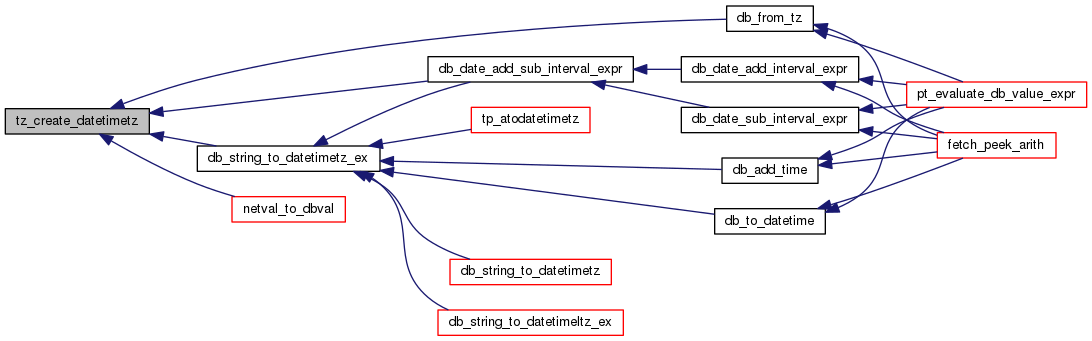 db_from_tz
db_date_add_sub_interval_expr
db_date_add_interval_expr
pt_evaluate_db_value_expr
tz_create_datetimetz
tp_atodatetimetz
db_date_sub_interval_expr
fetch_peek_arith
db_string_to_datetimetz_ex
db_add_time
netval_to_dbval
db_to_datetime
db_string_to_datetimetz
db_string_to_datetimeltz_ex